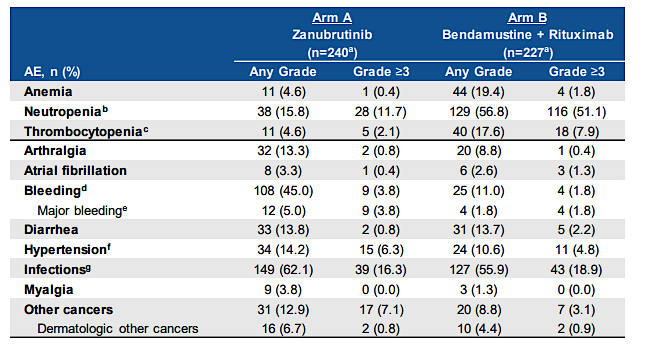 Arm A Arm B
Zanubrutinib Bendamustine + Rituximab
(n=240ᵃ) (n=227ᵃ)
AE, n (%) Any Grade Grade ≥3 Any Grade Grade ≥3
Anemia 11 (4.6) 1 (0.4) 44 (19.4) 4 (1.8)
Neutropeniaᵇ 38 (15.8) 28 (11.7) 129 (56.8) 116 (51.1)
Thrombocytopeniaᶜ 11 (4.6) 5 (2.1) 40 (17.6) 18 (7.9)
Arthralgia 32 (13.3) 2 (0.8) 20 (8.8) 1 (0.4)
Atrial fibrillation 8 (3.3) 1 (0.4) 6 (2.6) 3 (1.3)
Bleedingᵈ 108 (45.0) 9 (3.8) 25 (11.0) 4 (1.8)
Major bleedingᵉ 12 (5.0) 9 (3.8) 4 (1.8) 4 (1.8)
Diarrhea 33 (13.8) 2 (0.8) 31 (13.7) 5 (2.2)
Hypertensionᶠ 34 (14.2) 15 (6.3) 24 (10.6) 11 (4.8)
Infectionsᵍ 149 (62.1) 39 (16.3) 127 (55.9) 43 (18.9)
Myalgia 9 (3.8) 0 (0.0) 3 (1.3) 0 (0.0)
Other cancers 31 (12.9) 17 (7.1) 20 (8.8) 7 (3.1)
Dermatologic other cancers 16 (6.7) 2 (0.8) 10 (4.4) 2 (0.9)